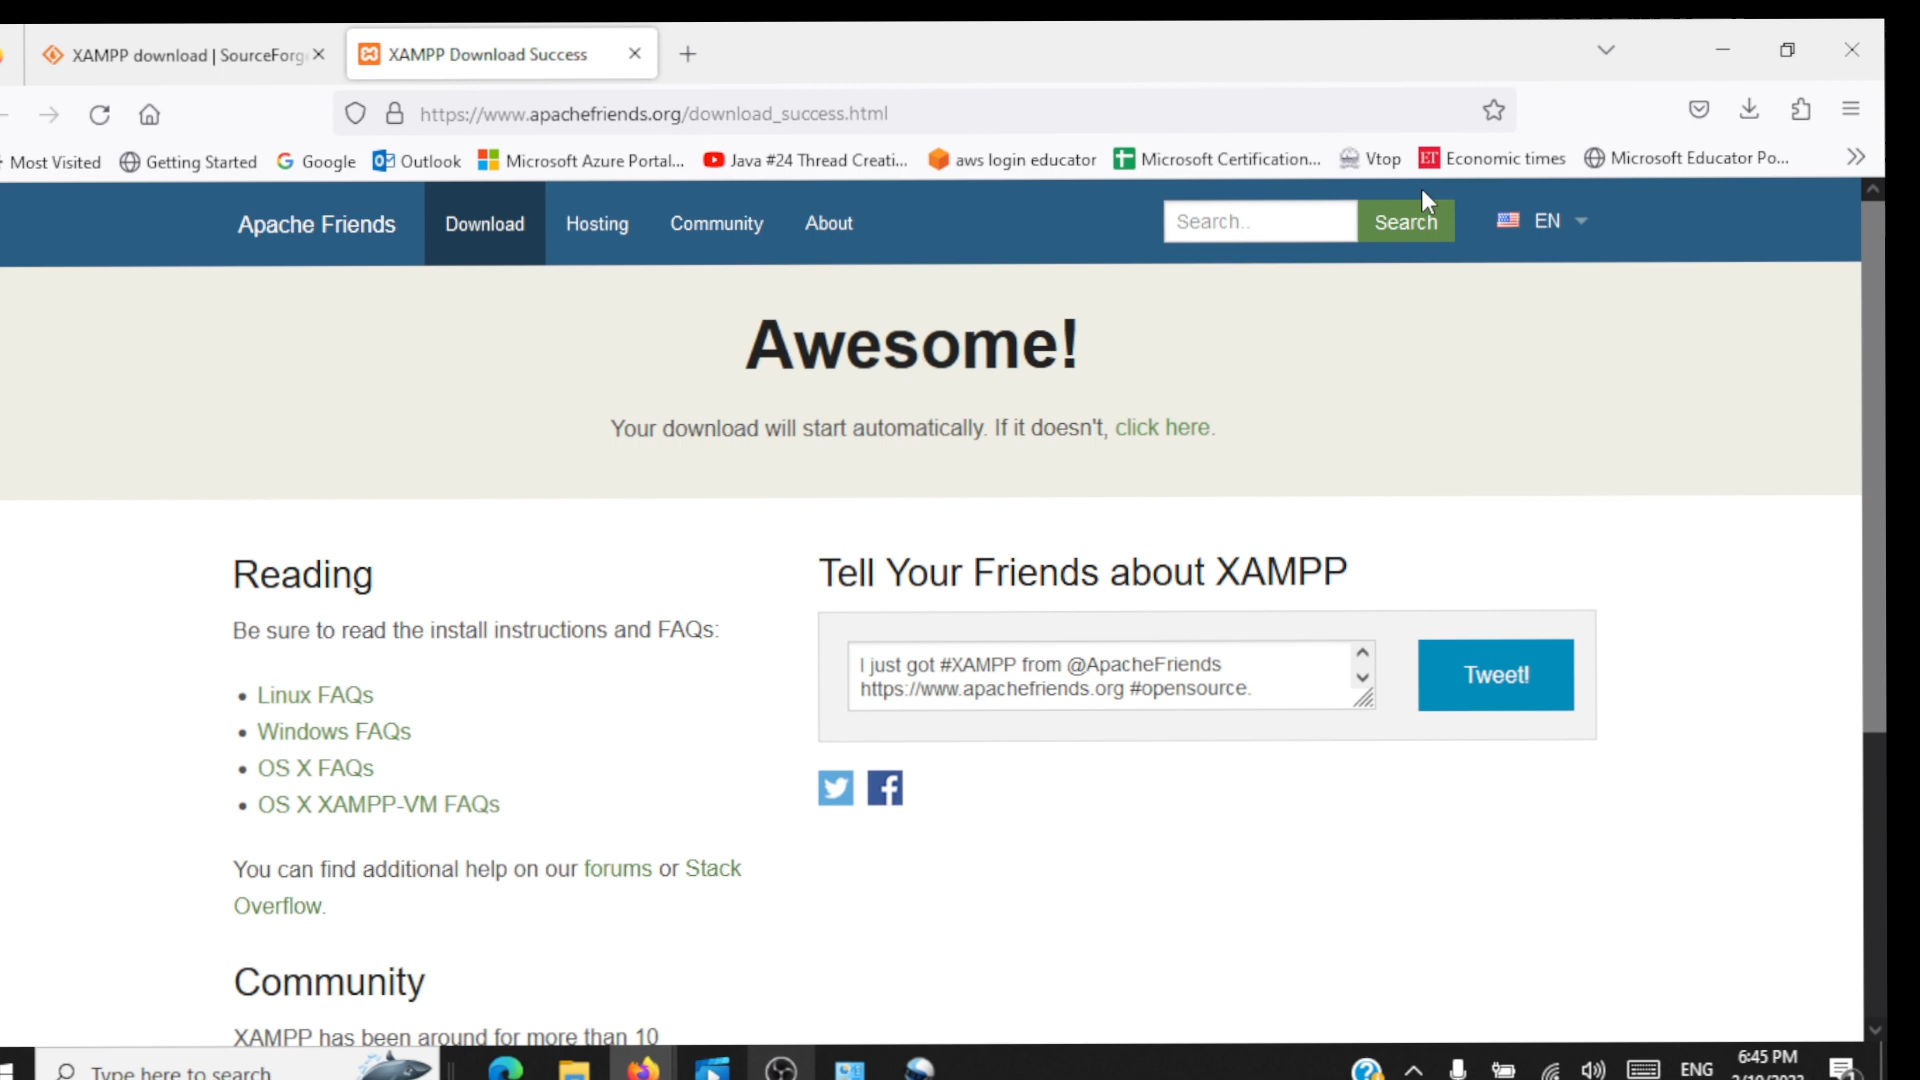 XAMPP download | SourceForg
XAMPP Download Success
https://www.apachefriends.org/download_success.html
Most Visited
Getting Started
Google
Outlook
Microsoft Azure Portal...
Java #24 Thread Creati...
aws login educator
Microsoft Certification...
Vtop
ET
Economic times
Microsoft Educator Po...
Apache Friends
Download
Hosting
Community
About
Search..
Search
EN
Awesome!
Your download will start automatically. If it doesn't, click here.
Reading
Be sure to read the install instructions and FAQs:
Linux FAQs
Windows FAQs
OS X FAQs
OS X XAMPP-VM FAQs
You can find additional help on our forums or Stack
Overflow.
Community
XAMPP has been around for more than 10
Tell Your Friends about XAMPP
I just got #XAMPP from @ApacheFriends
https://www.apachefriends.org #opensource.
Tweet!
Type here to search
ENG
6:45 PM